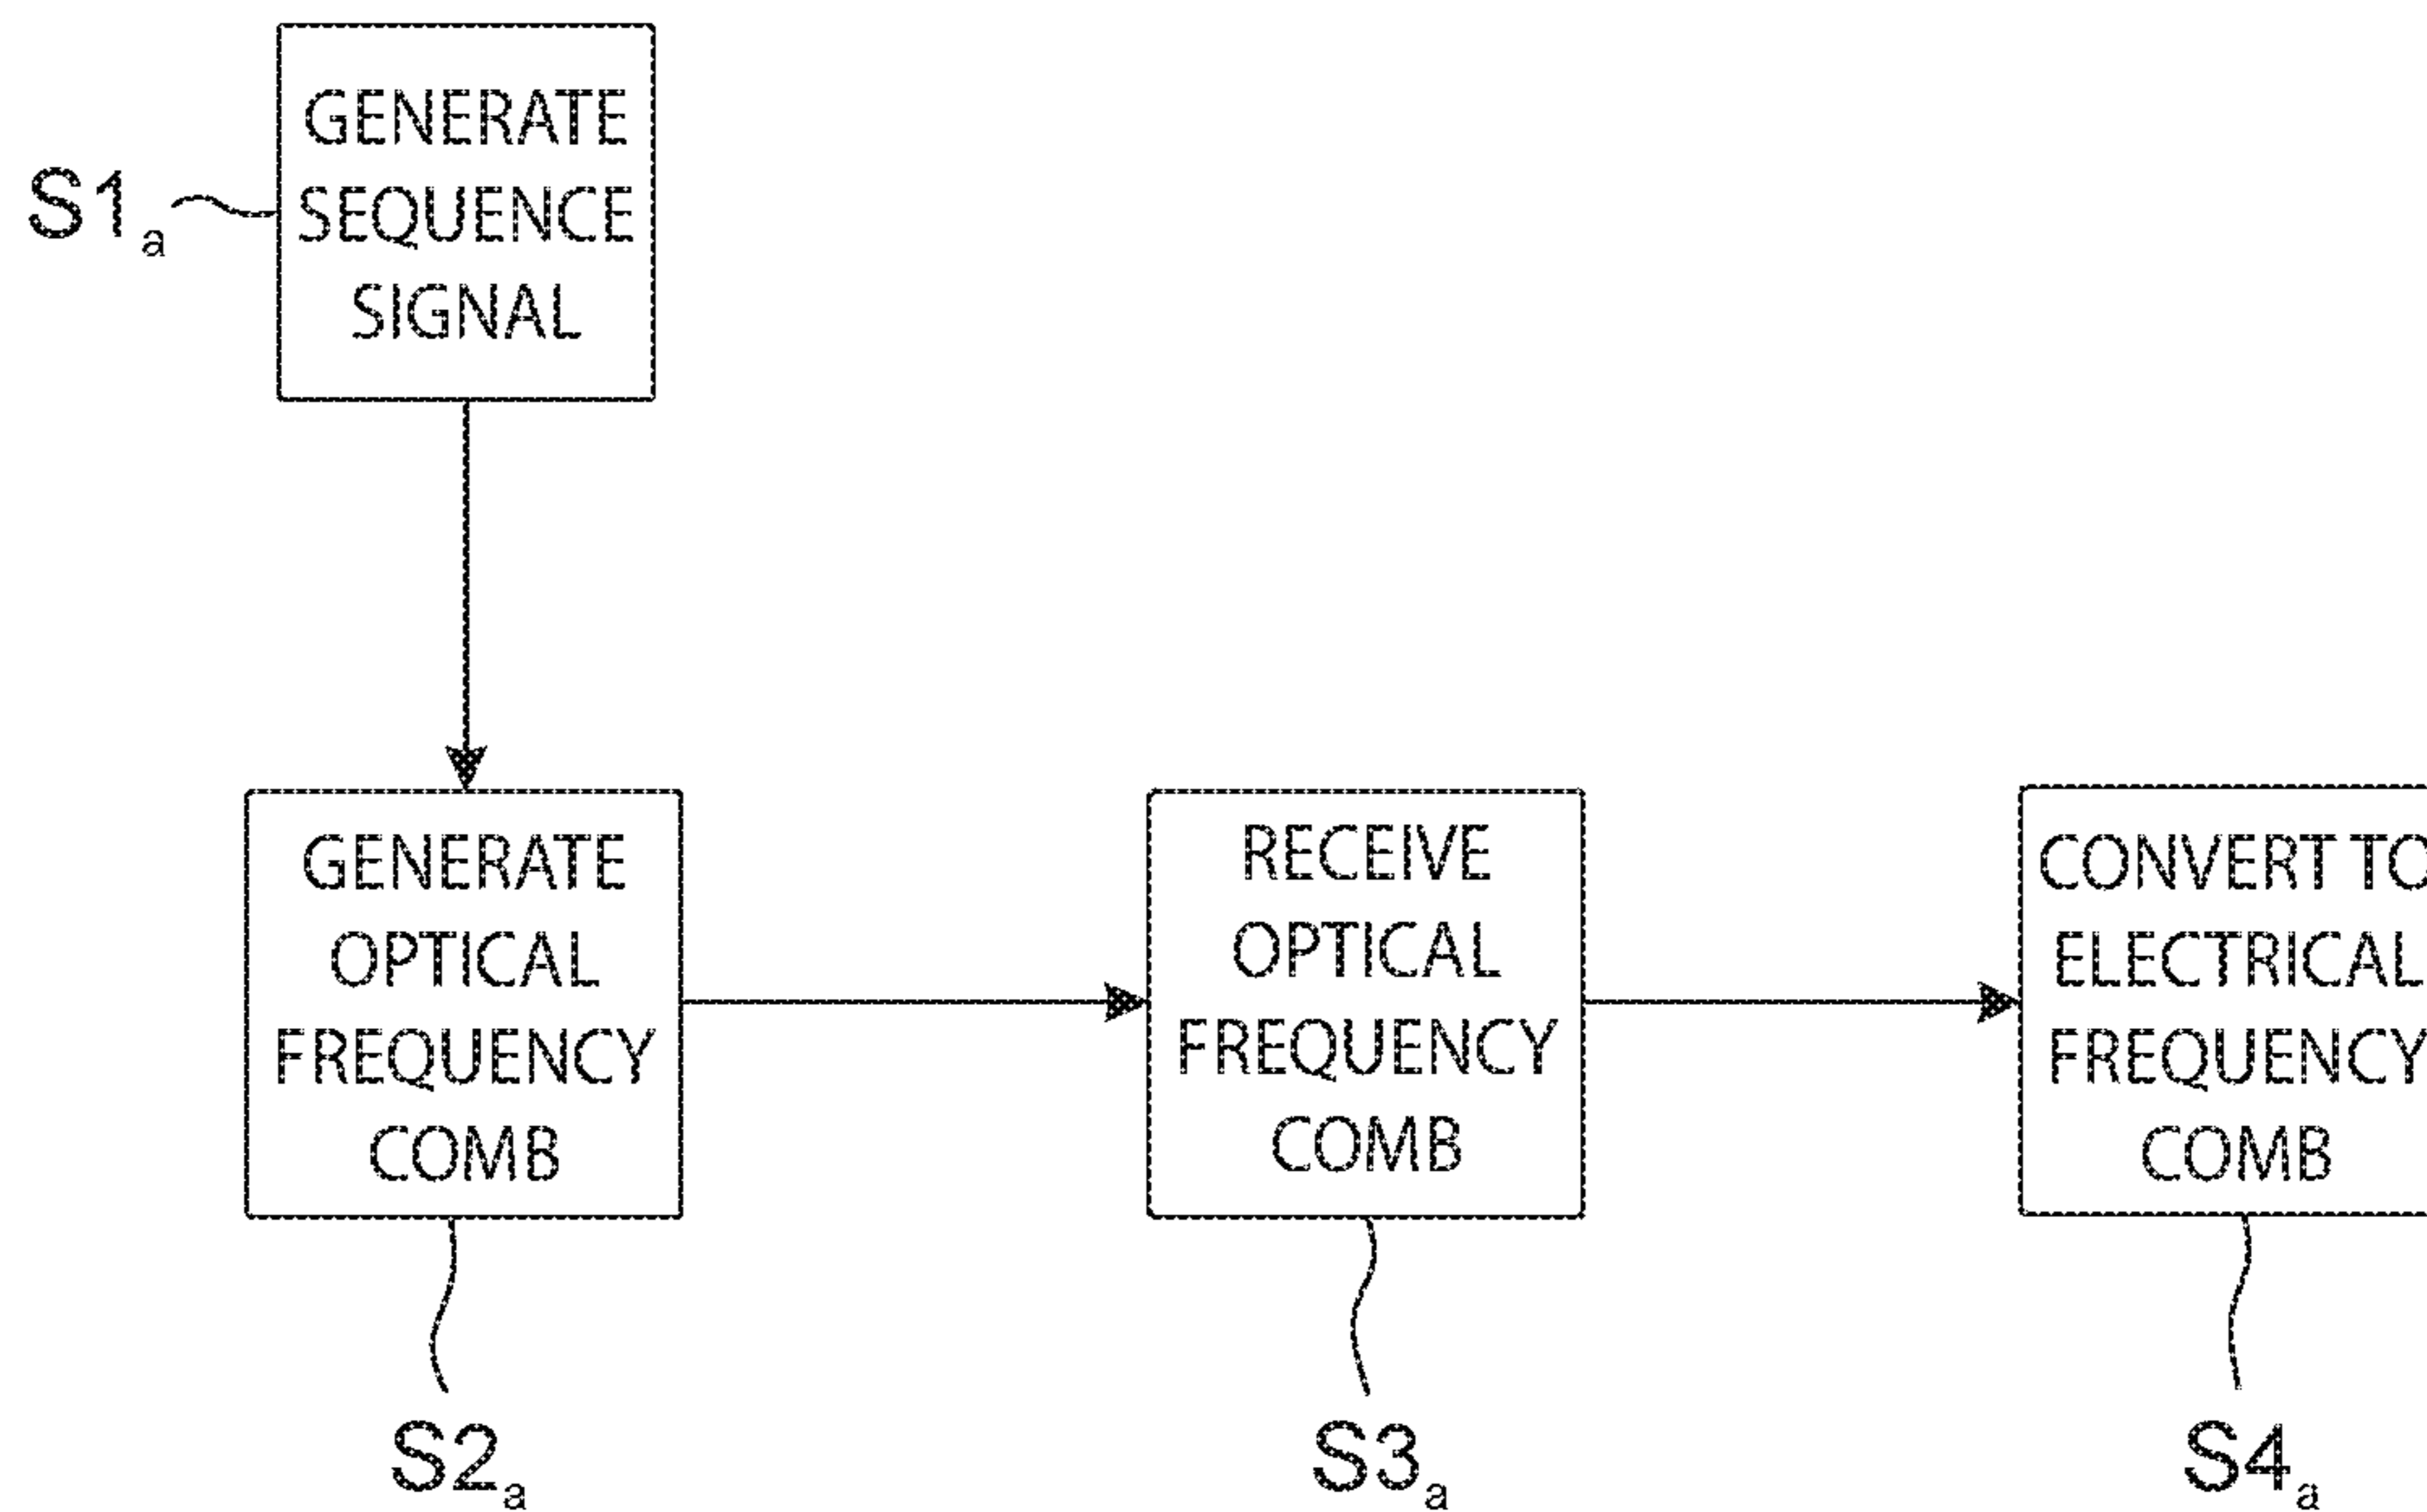 GENERATE
SEQUENCE
SIGNAL
S1a
GENERATE
OPTICAL
FREQUENCY
COMB
S2a
RECEIVE
OPTICAL
FREQUENCY
COMB
S3a
CONVERT TO
ELECTRICAL
FREQUENCY
COMB
S4a